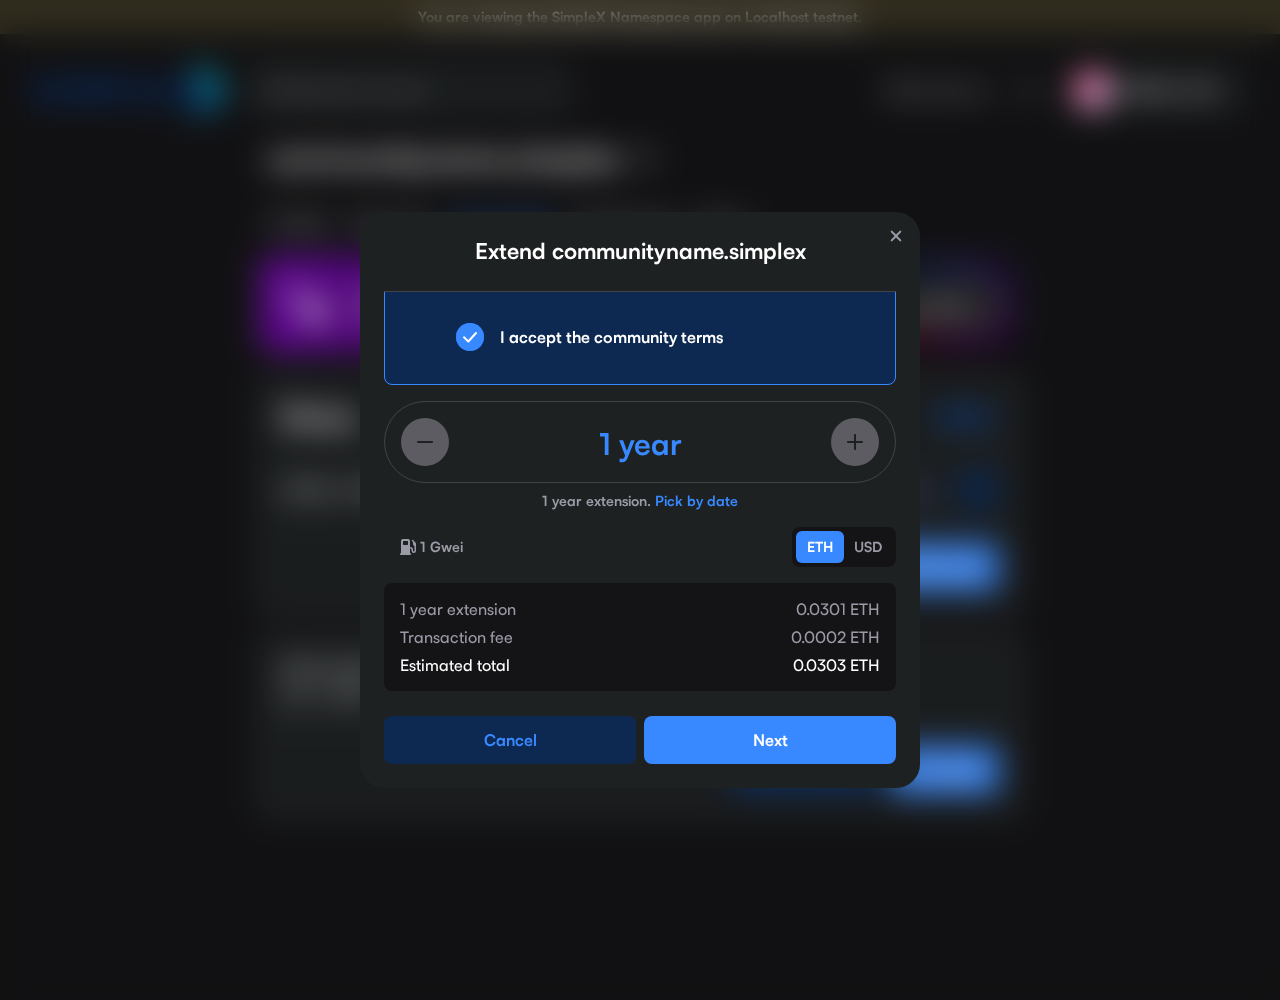 You are viewing the SimpleX Namespace app on Localhost testnet.
Extend communityname.simplex
I accept the community terms
1 year
1 year extension. Pick by date
1 Gwei
ETH USD
1 year extension 0.0301 ETH
Transaction fee 0.0002 ETH
Estimated total 0.0303 ETH
Cancel Next